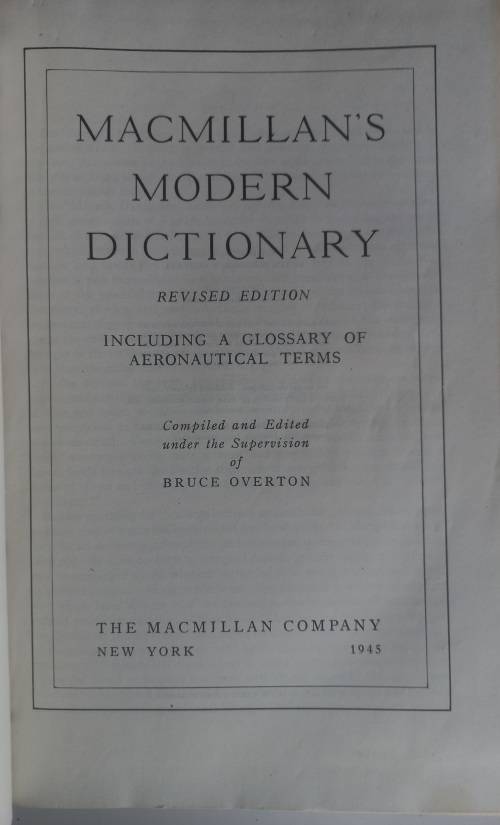 MACMILLAN'S
MODERN
DICTIONARY
REVISED EDITION
INCLUDING A GLOSSARY OF
AERONAUTICAL TERMS
Compiled and Edited
under the Supervision
of
BRUCE OVERTON
THE MACMILLAN COMPANY
NEW YORK 1945